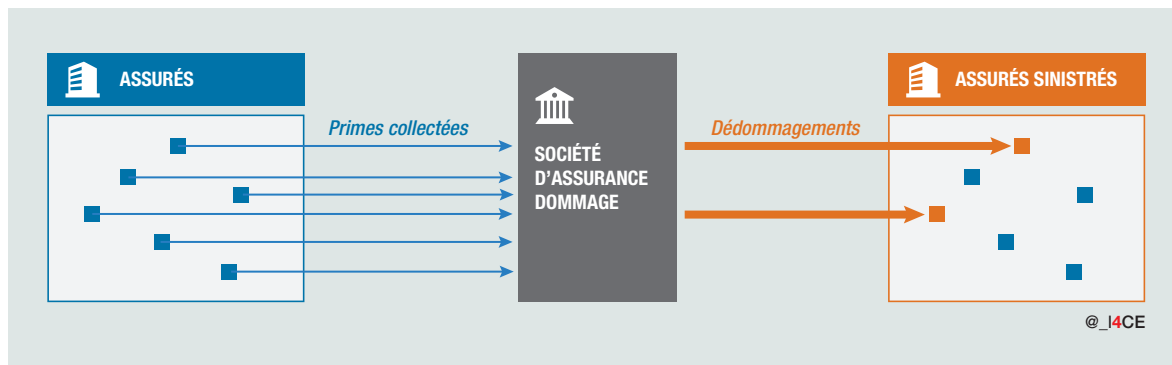 ASSURÉS
Primes collectées
SOCIÉTÉ
D'ASSURANCE
DOMMAGE
Dédommagements
ASSURÉS SINISTRÉS
@_I4CE